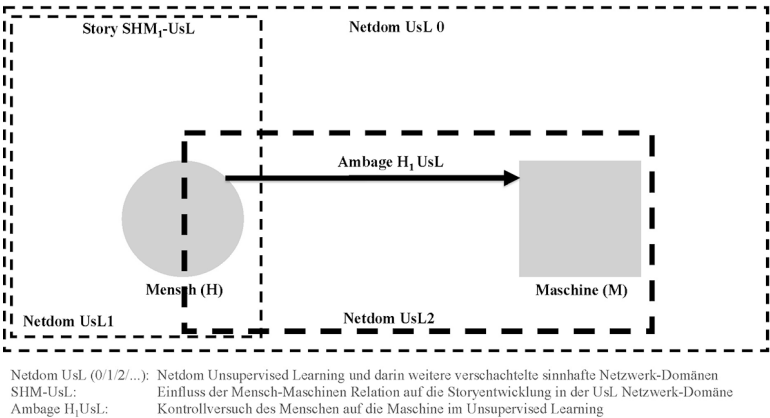 Story SHM₁-UsL
Netdom UsL 0
Ambage H₁ UsL
Mensch (H)
Maschine (M)
Netdom UsL1
Netdom UsL2
Netdom UsL (0/1/2/...): Netdom Unsupervised Learning und darin weitere verschachtelte sinnhafte Netzwerk-Domänen
SHM-UsL: Einfluss der Mensch-Maschinen Relation auf die Storyentwicklung in der UsL Netzwerk-Domäne
Ambage H₁UsL: Kontrollversuch des Menschen auf die Maschine im Unsupervised Learning